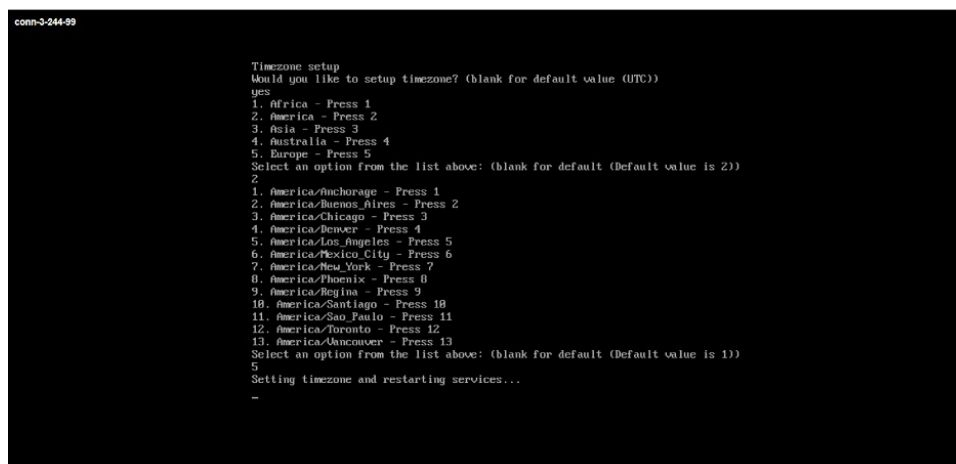 conn-3-244-99
Timezone setup
Would you like to setup timezone? (blank for default value (UTC))
yes
1. Africa - Press 1
2. America - Press 2
3. Asia - Press 3
4. Australia - Press 4
5. Europe - Press 5
Select an option from the list above: (blank for default (Default value is 2))
2
1. America/Anchorage - Press 1
2. America/Buenos_Aires - Press 2
3. America/Chicago - Press 3
4. America/Denver - Press 4
5. America/Los_Angeles - Press 5
6. America/Mexico_City - Press 6
7. America/New_York - Press 7
8. America/Phoenix - Press 8
9. America/Regina - Press 9
10. America/Santiago - Press 10
11. America/Sao_Paulo - Press 11
12. America/Toronto - Press 12
13. America/Vancouver - Press 13
Select an option from the list above: (blank for default (Default value is 1))
5
Setting timezone and restarting services...